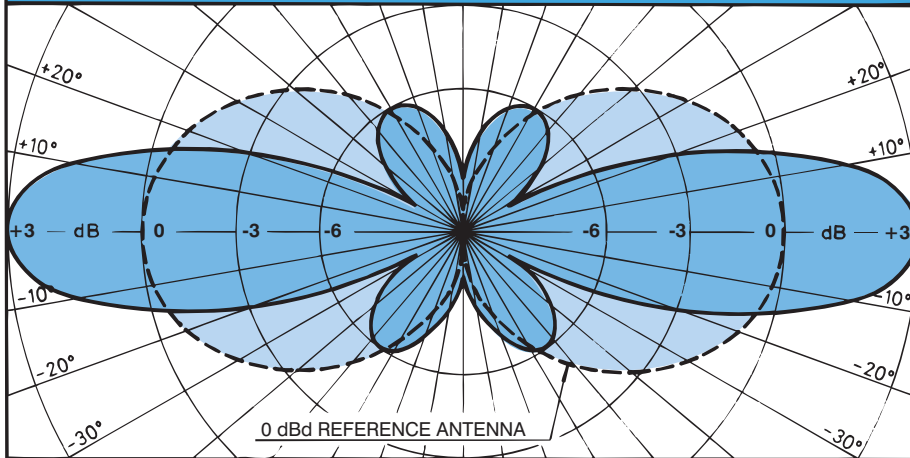 +20° +20°
+10° +10°
+3 dB 0 -3 -6 -6 -3 0 dB +3
-10° -10°
-20° -20°
-30° -30°
0 dBd REFERENCE ANTENNA